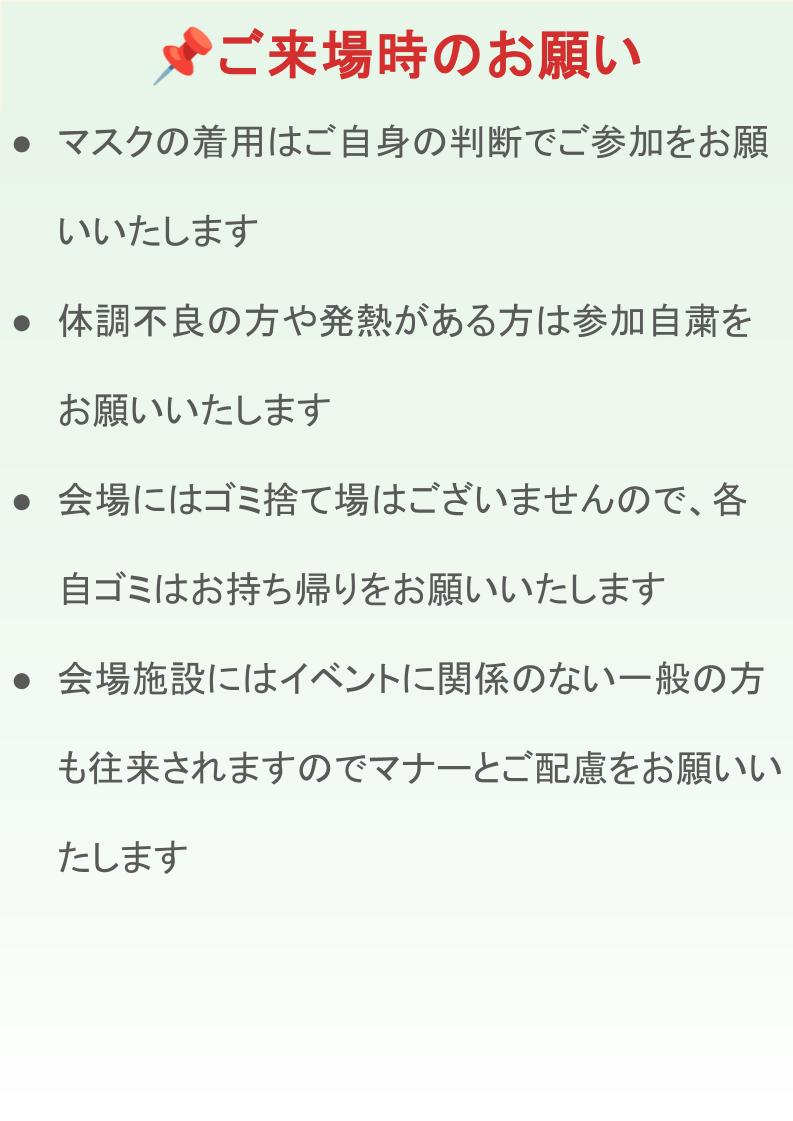 📌ご来場時のお願い
● マスクの着用はご自身の判断でご参加をお願
いいたします
● 体調不良の方や発熱がある方は参加自粛を
お願いいたします
● 会場にはゴミ捨て場はございませんので、各
自ゴミはお持ち帰りをお願いいたします
● 会場施設にはイベントに関係のない一般の方
も往来されますのでマナーとご配慮をお願いい
たします